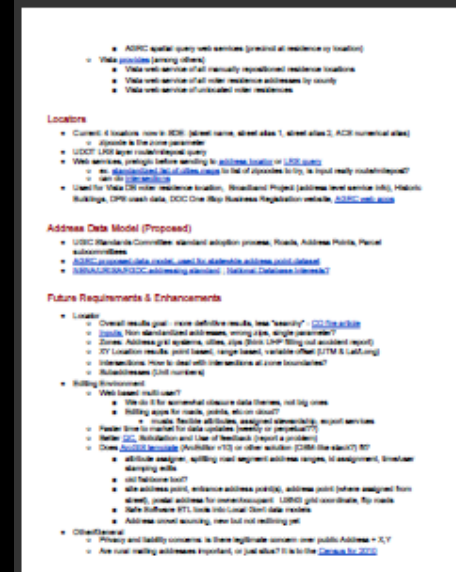 AGRC spatial query web services (precinct at residence xy location)
Vista provides (among others)
Vista web service of all manually repositioned residence locations
Vista web service of all voter residence addresses by county
Vista web service of unlocated voter residences
Locators
Current: 4 locators now in SDE (street name, street alias 1, street alias 2, ACS numerical alias)
zipcode is the zone parameter
UDOT LRS layer route/milepost query
Web services, prelogic before sending to address locator or LRS query
ex. standardized list of cities maps to list of zipcodes to try, is input really route/milepost?
can do intersections
Used for Vista DB voter residence location, Broadband Project (address level service info), Historic
Buildings, DPS crash data, DOC One Stop Business Registration website, AGRC web apps
Address Data Model (Proposed)
UGIC Standards Committee: standard adoption process, Roads, Address Points, Parcel
subcommittees
AGRC proposed data model, used for statewide address point dataset
addressing standard National Database Interests?
Future Requirements & Enhancements
Locator
Overall results goal - more definitive results, less "searchy" -
Inputs: Non standardized addresses, wrong zips, single parameter?
Zones: Address grid systems, cities, zips (think UHP filling out accident report)
XY Location results: point based, range based, variable offset (UTM & Lat/Long)
Intersections: How to deal with intersections at zone boundaries?
Subaddresses (Unit numbers)
Editing Environment
Web based multi user?
We do it for somewhat obscure data themes, not big ones
Editing apps for roads, points, etc on cloud?
musts: flexible attributes, assigned stewardship, export services
Faster time to market for data updates (weekly or perpetual??)
Better QC, Solicitation and Use of feedback (report a problem)
Does ArcGIS template (ArcEditor v10) or other solution (OSM-like stack?) fit?
attribute assigner, splitting road segment address ranges, id assignment, time/user
stamping edits
old fishbone tool?
site address point, entrance address point(s), address point (where assigned from
street), postal address for owner/occupant USNG grid coordinate, flip roads
Safe Software ETL tools into Local Govt data models
Address crowd sourcing, new but not redlining yet
Other/General
Privacy and liability concerns: is there legitimate concern over public Address + X,Y
Are rural mailing addresses important, or just situs? It is to the Census for 2010